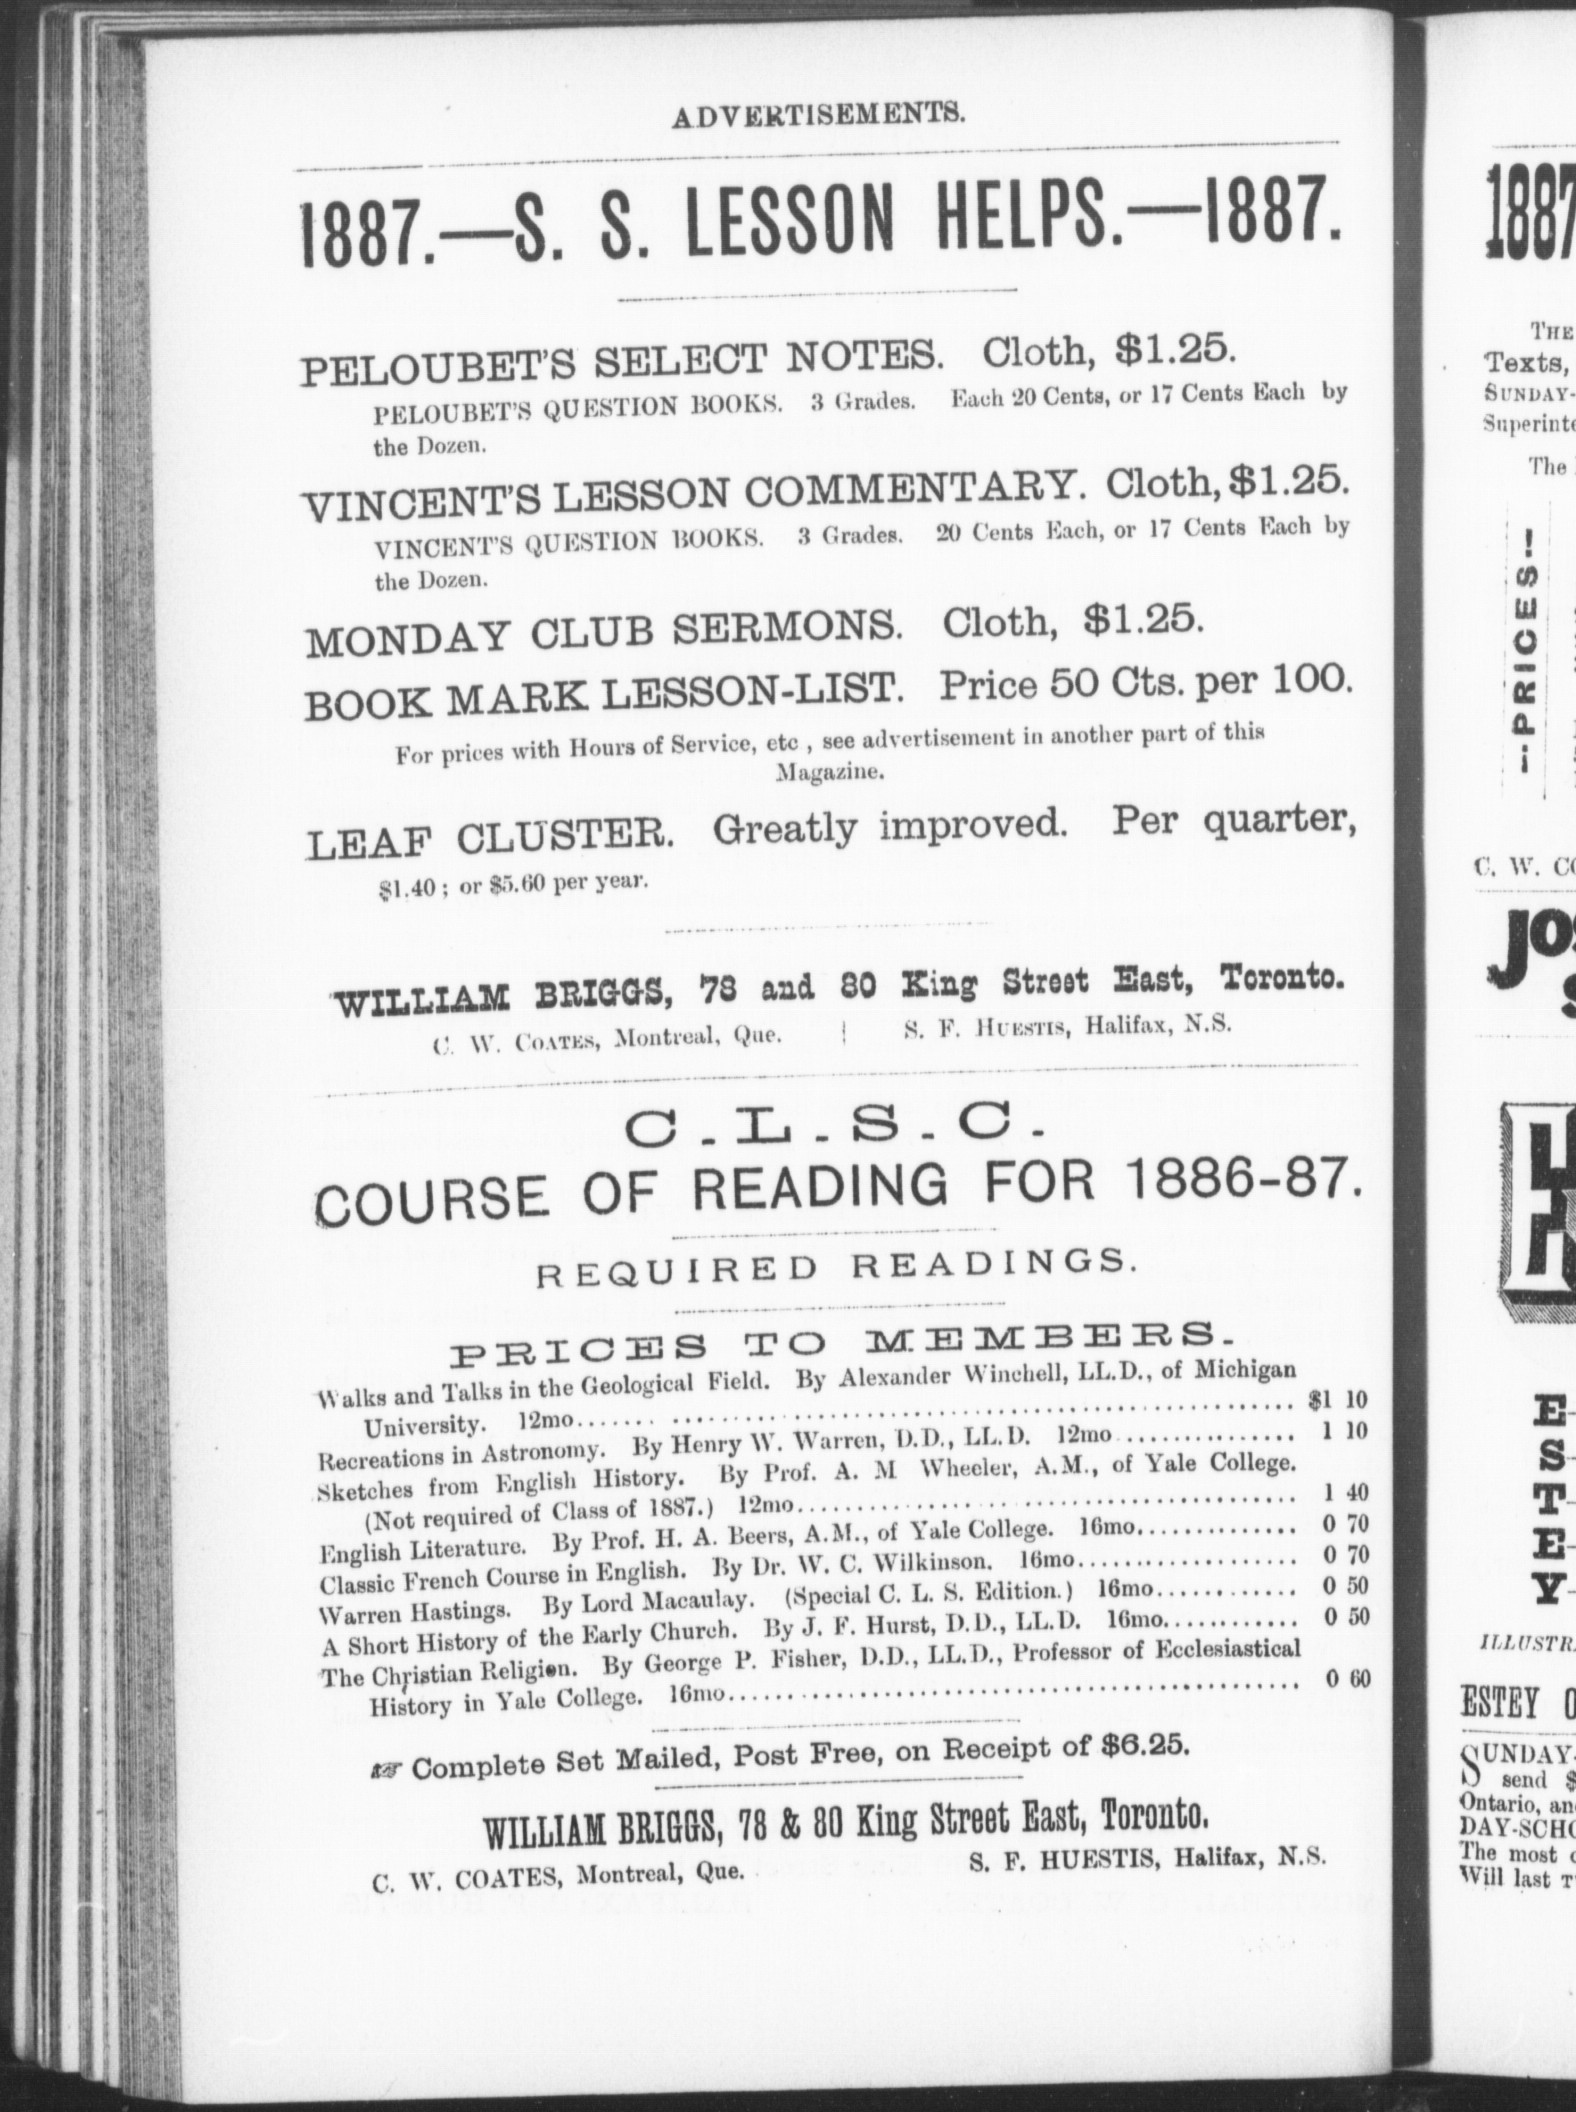 ADVERTISEMENTS.
1887.—S. S. LESSON HELPS.—1887.
PELOUBET'S SELECT NOTES. Cloth, $1.25.
PELOUBET'S QUESTION BOOKS. 3 Grades. Each 20 Cents, or 17 Cents Each by
the Dozen.
VINCENT'S LESSON COMMENTARY. Cloth, $1.25.
VINCENT'S QUESTION BOOKS. 3 Grades. 20 Cents Each, or 17 Cents Each by
the Dozen.
MONDAY CLUB SERMONS. Cloth, $1.25.
BOOK MARK LESSON-LIST. Price 50 Cts. per 100.
For prices with Hours of Service, etc , see advertisement in another part of this
Magazine.
LEAF CLUSTER. Greatly improved. Per quarter,
$1.40; or $5.60 per year.
WILLIAM BRIGGS, 78 and 80 King Street East, Toronto.
C. W. COATES, Montreal, Que. | S. F. HUESTIS, Halifax, N.S.
C.L.S.C.
COURSE OF READING FOR 1886-87.
REQUIRED READINGS.
PRICES TO MEMBERS.
Walks and Talks in the Geological Field. By Alexander Winchell, LL.D., of Michigan
University. 12mo........ $1 10
Recreations in Astronomy. By Henry W. Warren, D.D., LL.D. 12mo ............... 1 10
Sketches from English History. By Prof. A. M Wheeler, A.M., of Yale College.
(Not required of Class of 1887.) 12mo........ 1 40
English Literature. By Prof. H. A. Beers, A.M., of Yale College. 16mo.............. 0 70
Classic French Course in English. By Dr. W. C. Wilkinson. 16mo................... 0 70
Warren Hastings. By Lord Macaulay. (Special C. L. S. Edition.) 16mo............ 0 50
A Short History of the Early Church. By J. F. Hurst, D.D., LL.D. 16mo............ 0 50
The Christian Religion. By George P. Fisher, D.D., LL.D., Professor of Ecclesiastical
History in Yale College. 16mo........ 0 60
☞ Complete Set Mailed, Post Free, on Receipt of $6.25.
WILLIAM BRIGGS, 78 & 80 King Street East, Toronto.
C. W. COATES, Montreal, Que. S. F. HUESTIS, Halifax, N.S.
1887
THE
Texts,
SUNDAY-
Superinte
The
PRICES
C. W. CO
JOS
S
E
S
T
E
Y
ILLUSTR
ESTEY O
SUNDAY-
send $
Ontario, an
DAY-SCHO
The most
Will last